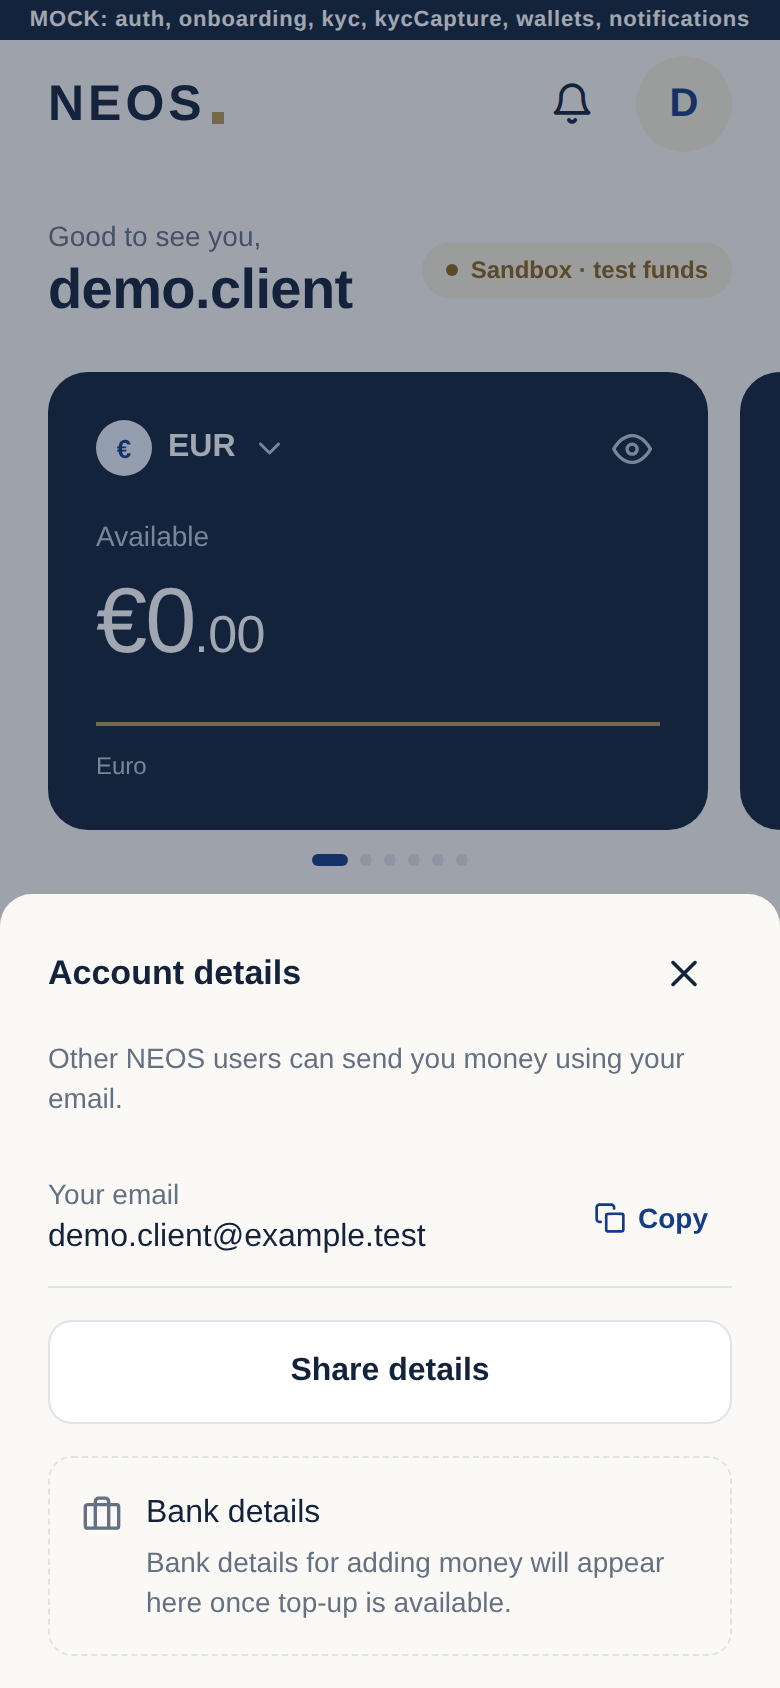 MOCK: auth, onboarding, kyc, kycCapture, wallets, notifications
NEOS.
D
Good to see you,
demo.client
Sandbox · test funds
€ EUR
Available
€0.00
Euro
Account details
Other NEOS users can send you money using your
email.
Your email
demo.client@example.test
Copy
Share details
Bank details
Bank details for adding money will appear
here once top-up is available.